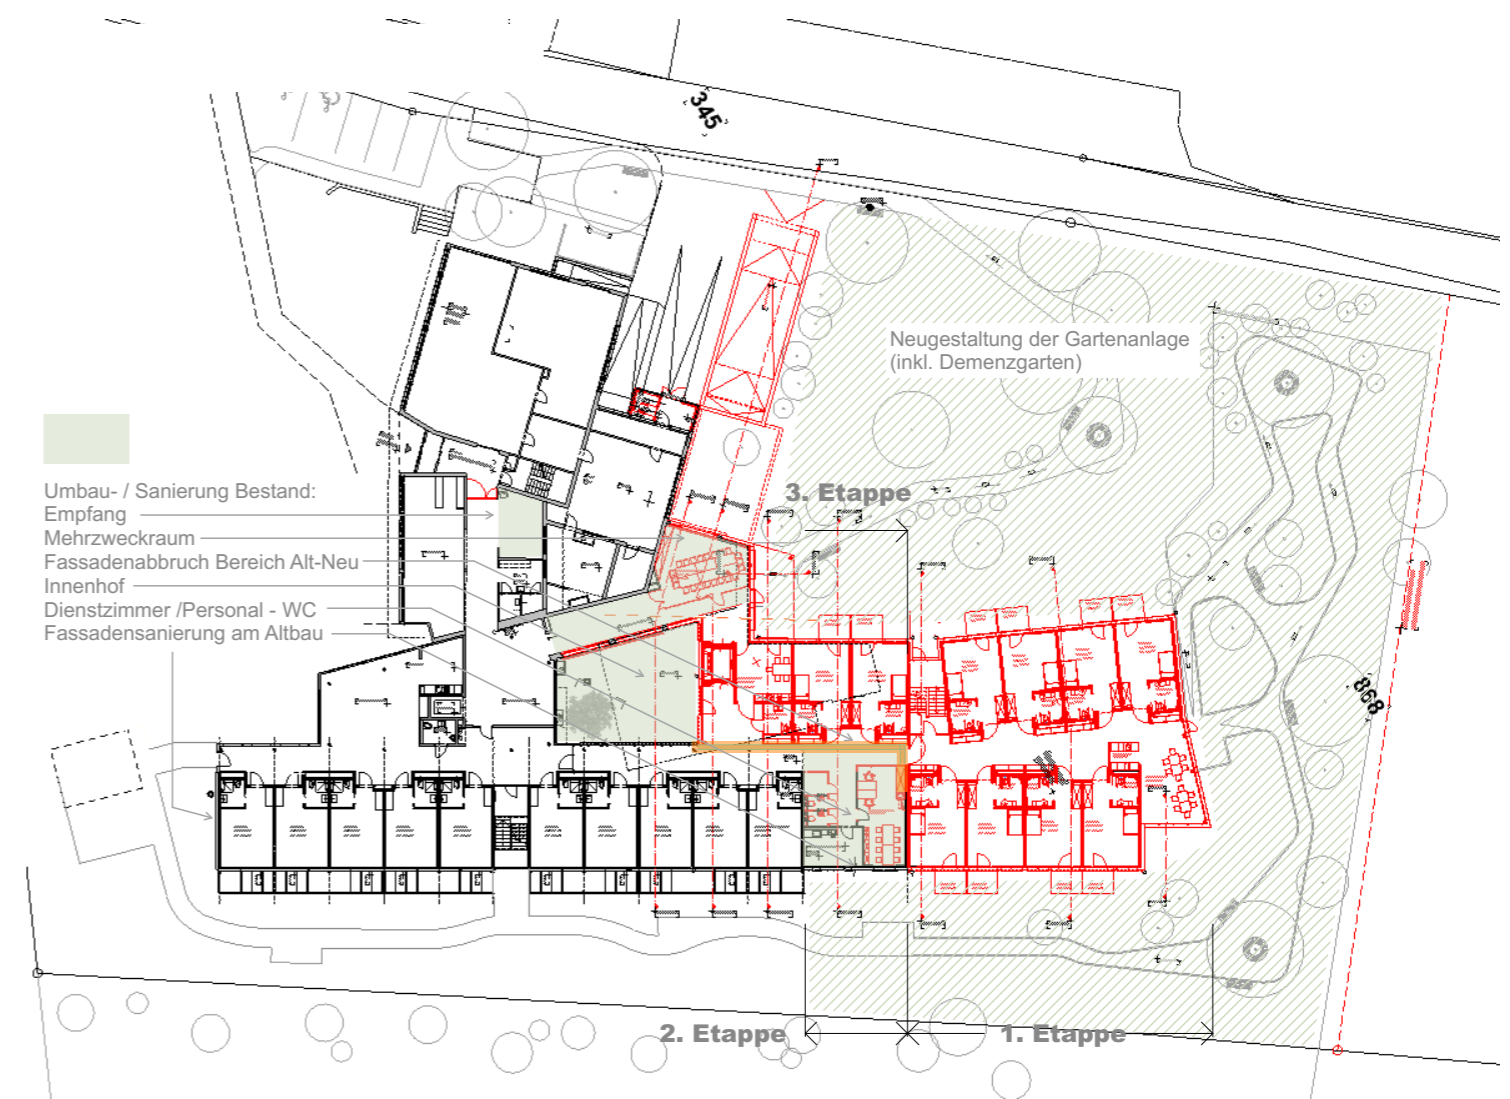 345
Neugestaltung der Gartenanlage
(inkl. Demenzgarten)
Umbau- / Sanierung Bestand:
Empfang
Mehrzweckraum
Fassadenabbruch Bereich Alt-Neu
Innenhof
Dienstzimmer /Personal - WC
Fassadensanierung am Altbau
3. Etappe
868
2. Etappe
1. Etappe